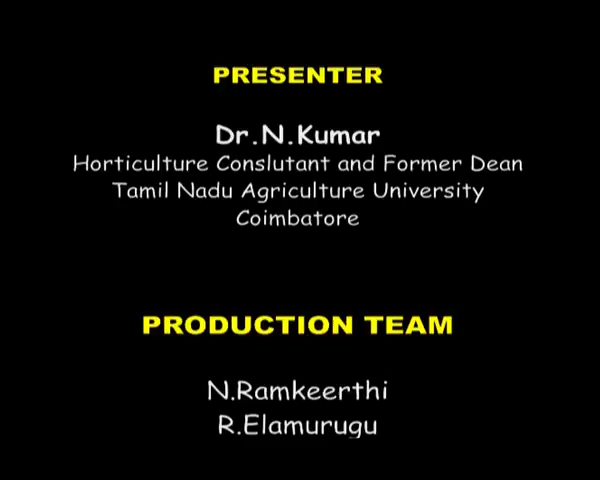 PRESENTER
Dr.N.Kumar
Horticulture Conslutant and Former Dean
Tamil Nadu Agriculture University
Coimbatore
PRODUCTION TEAM
N.Ramkeerthi
R.Elamurugu